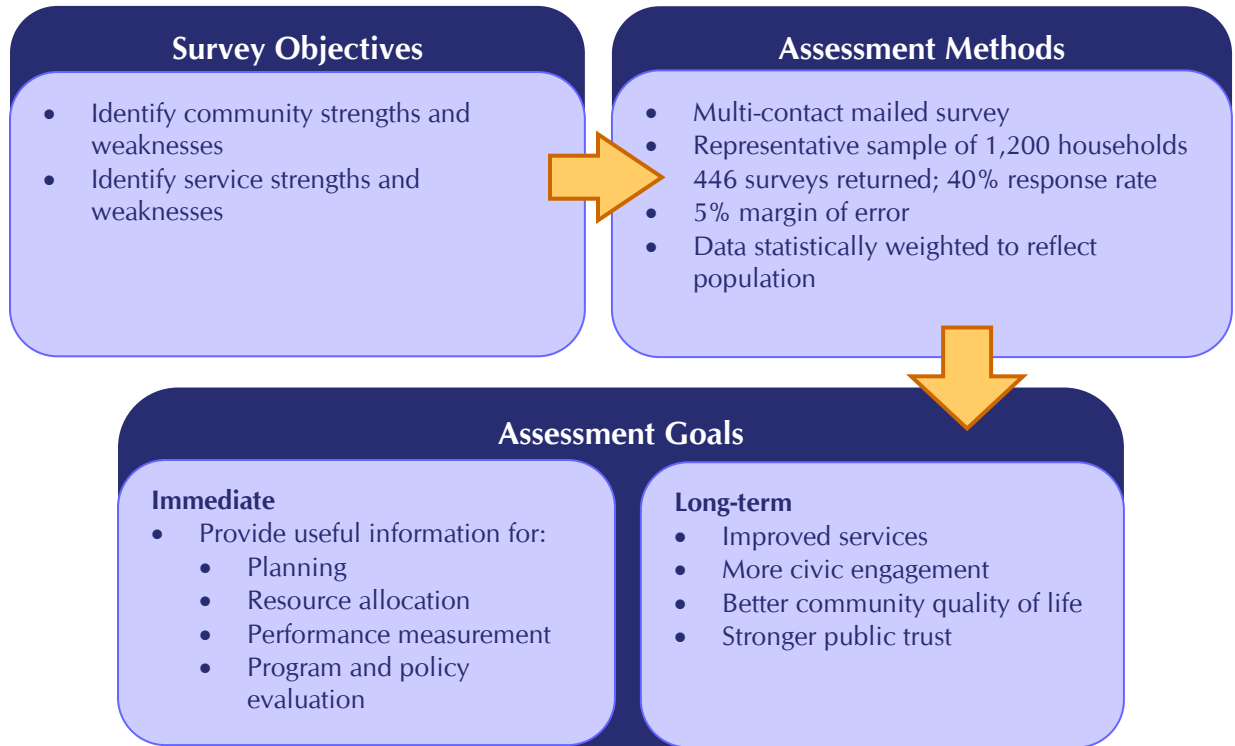 Survey Objectives
• Identify community strengths and
weaknesses
• Identify service strengths and
weaknesses
Assessment Methods
• Multi-contact mailed survey
• Representative sample of 1,200 households
• 446 surveys returned; 40% response rate
• 5% margin of error
• Data statistically weighted to reflect
population
Assessment Goals
Immediate
• Provide useful information for:
• Planning
• Resource allocation
• Performance measurement
• Program and policy
evaluation
Long-term
• Improved services
• More civic engagement
• Better community quality of life
• Stronger public trust